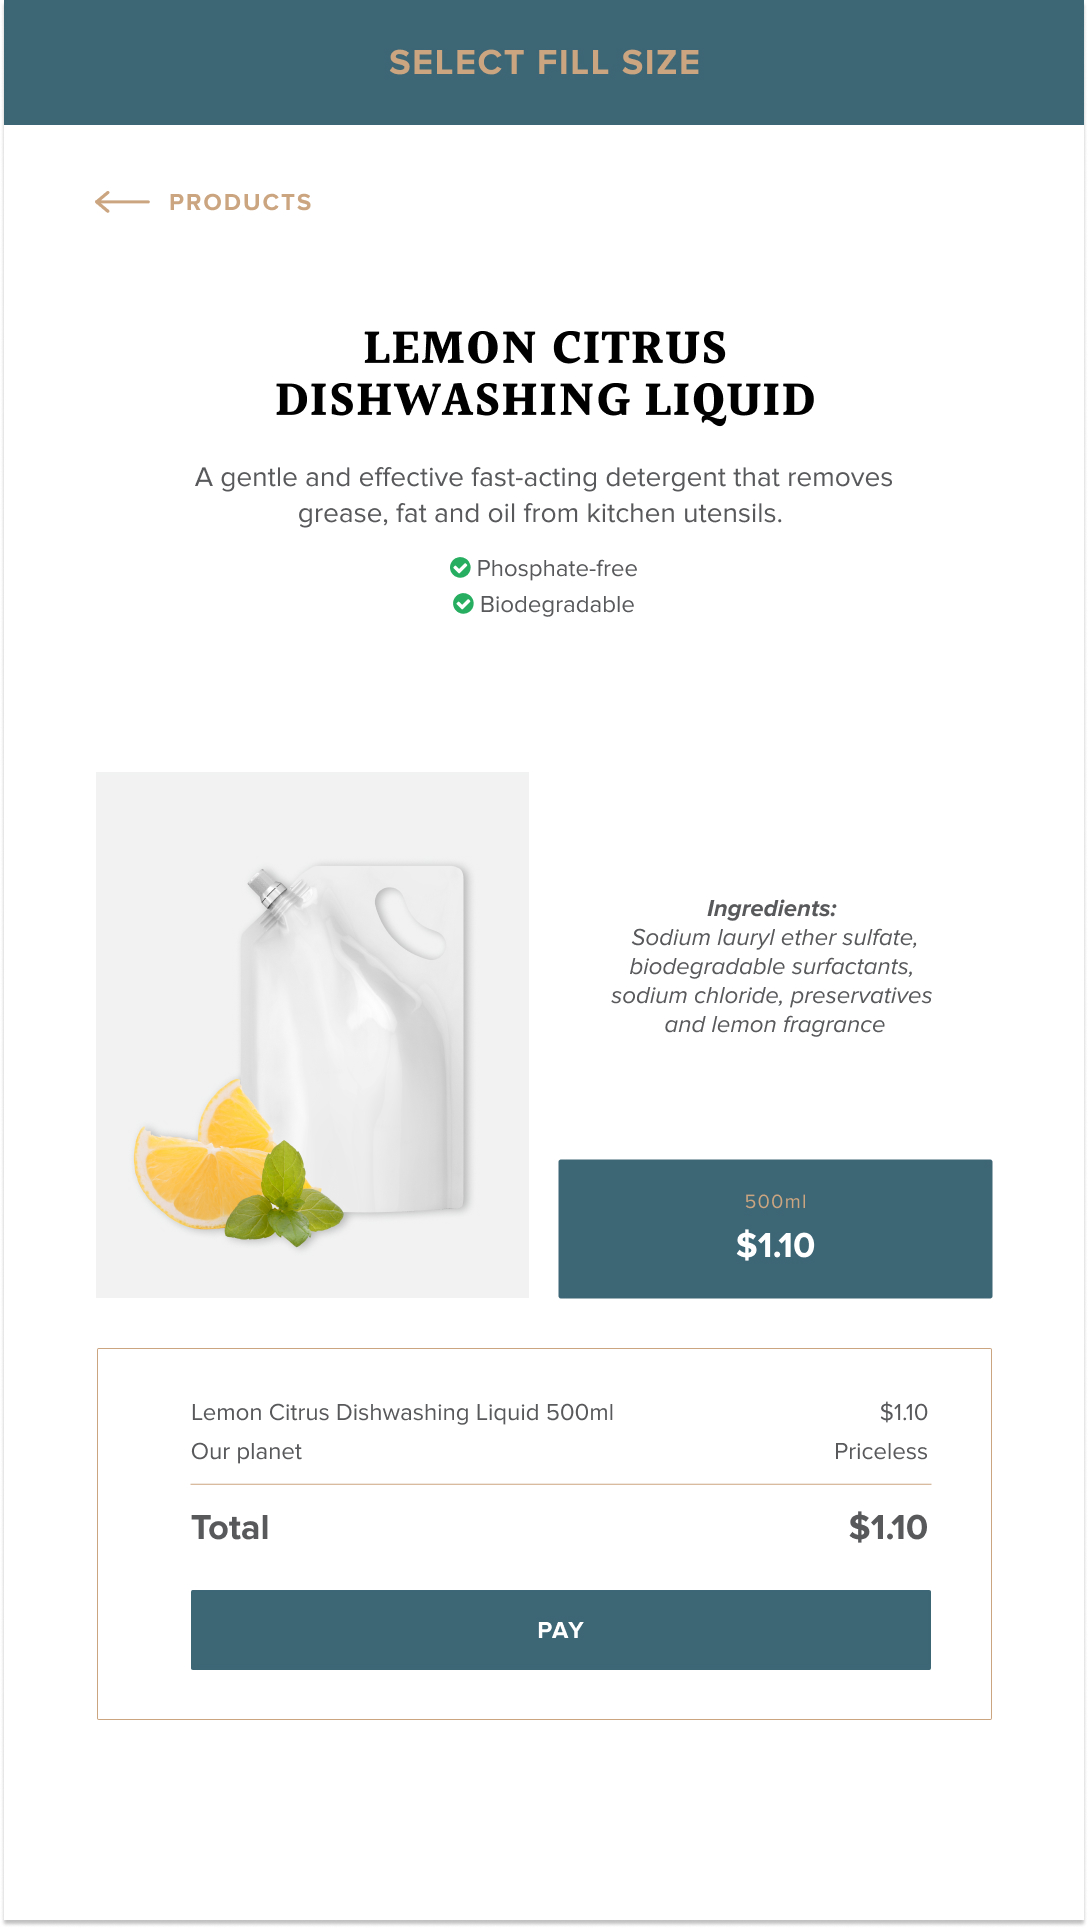 SELECT FILL SIZE
PRODUCTS
LEMON CITRUS
DISHWASHING LIQUID
A gentle and effective fast-acting detergent that removes
grease, fat and oil from kitchen utensils.
Phosphate-free
Biodegradable
Ingredients:
Sodium lauryl ether sulfate,
biodegradable surfactants,
sodium chloride, preservatives
and lemon fragrance
500ml
$1.10
Lemon Citrus Dishwashing Liquid 500ml $1.10
Our planet Priceless
Total $1.10
PAY